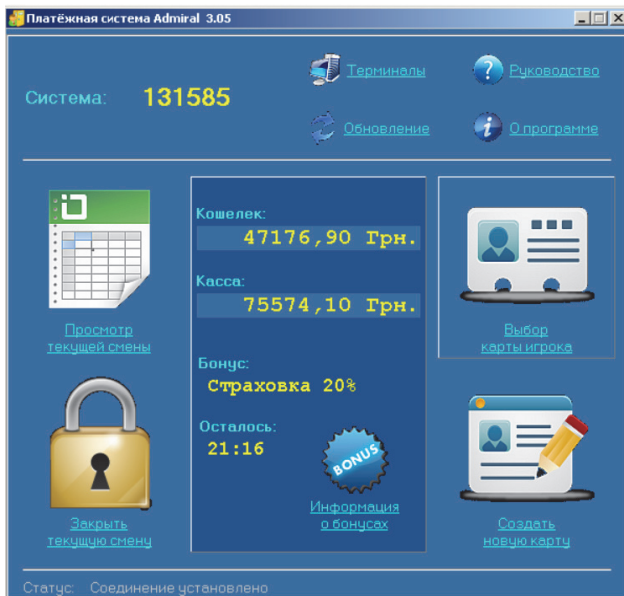 Платёжная система Admiral 3.05
Терминалы
Руководство
Система: 131585
Обновление
О программе
Кошелек:
47176,90 Грн.
Касса:
75574,10 Грн.
Просмотр
текущей смены
Выбор
карты игрока
Бонус:
Страховка 20%
Осталось:
21:16
BONUS
Информация
о бонусах
Закрыть
текущую смену
Создать
новую карту
Статус: Соединение установлено